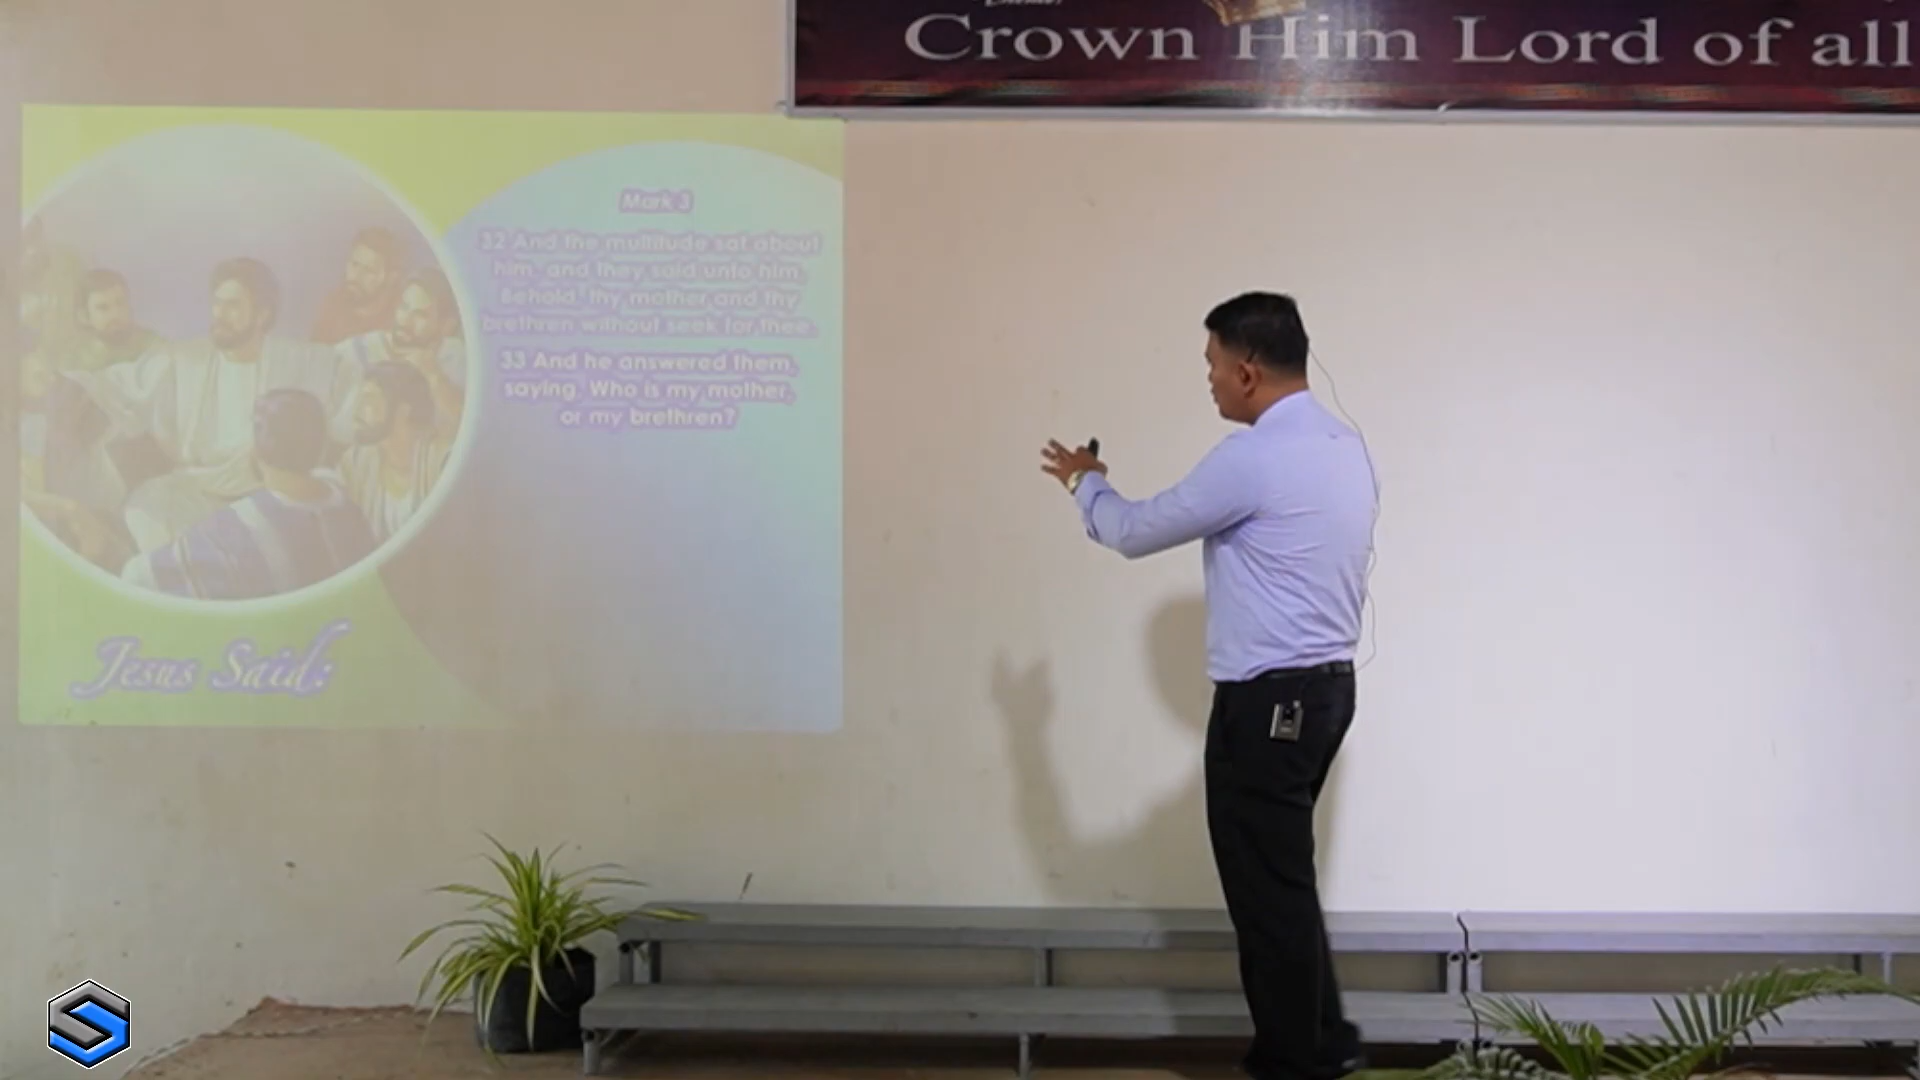 Crown Him Lord of all
Mark 3
32 And the multitude sat about
him, and they said unto him,
Behold, thy mother and thy
brethren without seek for thee.
33 And he answered them,
saying, Who is my mother,
or my brethren?
Jesus Said: